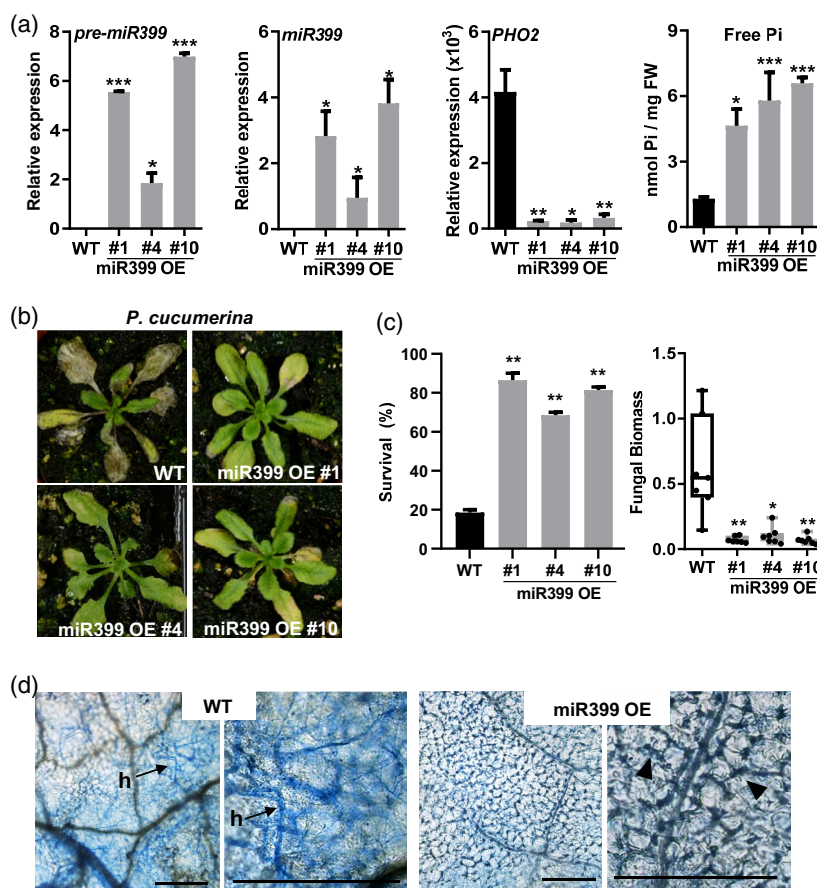 (a)
pre-miR399
Relative expression
8
6
4
2
0
***
*
***
WT #1 #4 #10
miR399 OE
miR399
Relative expression
6
4
2
0
*
*
*
WT #1 #4 #10
miR399 OE
PHO2
Relative expression (x10³)
6
4
2
0
**
*
**
WT #1 #4 #10
miR399 OE
Free Pi
nmol Pi / mg FW
9
6
3
0
*
***
***
WT #1 #4 #10
miR399 OE
(b)
P. cucumerina
WT
miR399 OE #1
miR399 OE #4
miR399 OE #10
(c)
Survival (%)
100
80
60
40
20
0
**
**
**
WT #1 #4 #10
miR399 OE
Fungal Biomass
1.5
1.0
0.5
0.0
**
*
**
WT #1 #4 #10
miR399 OE
(d)
WT
h
h
miR399 OE